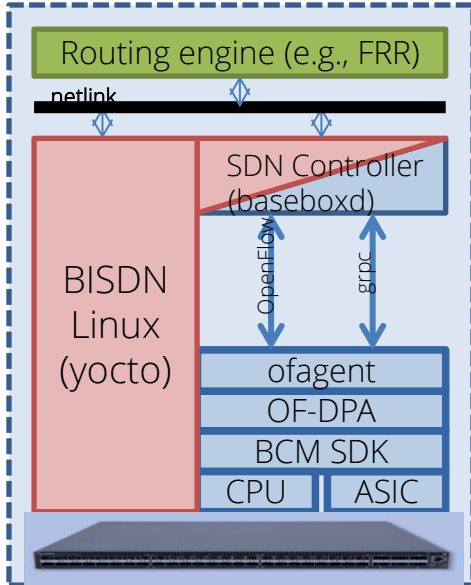 Routing engine (e.g., FRR)
netlink
SDN Controller
(baseboxd)
BISDN
Linux
(yocto)
OpenFlow
grpc
ofagent
OF-DPA
BCM SDK
CPU
ASIC